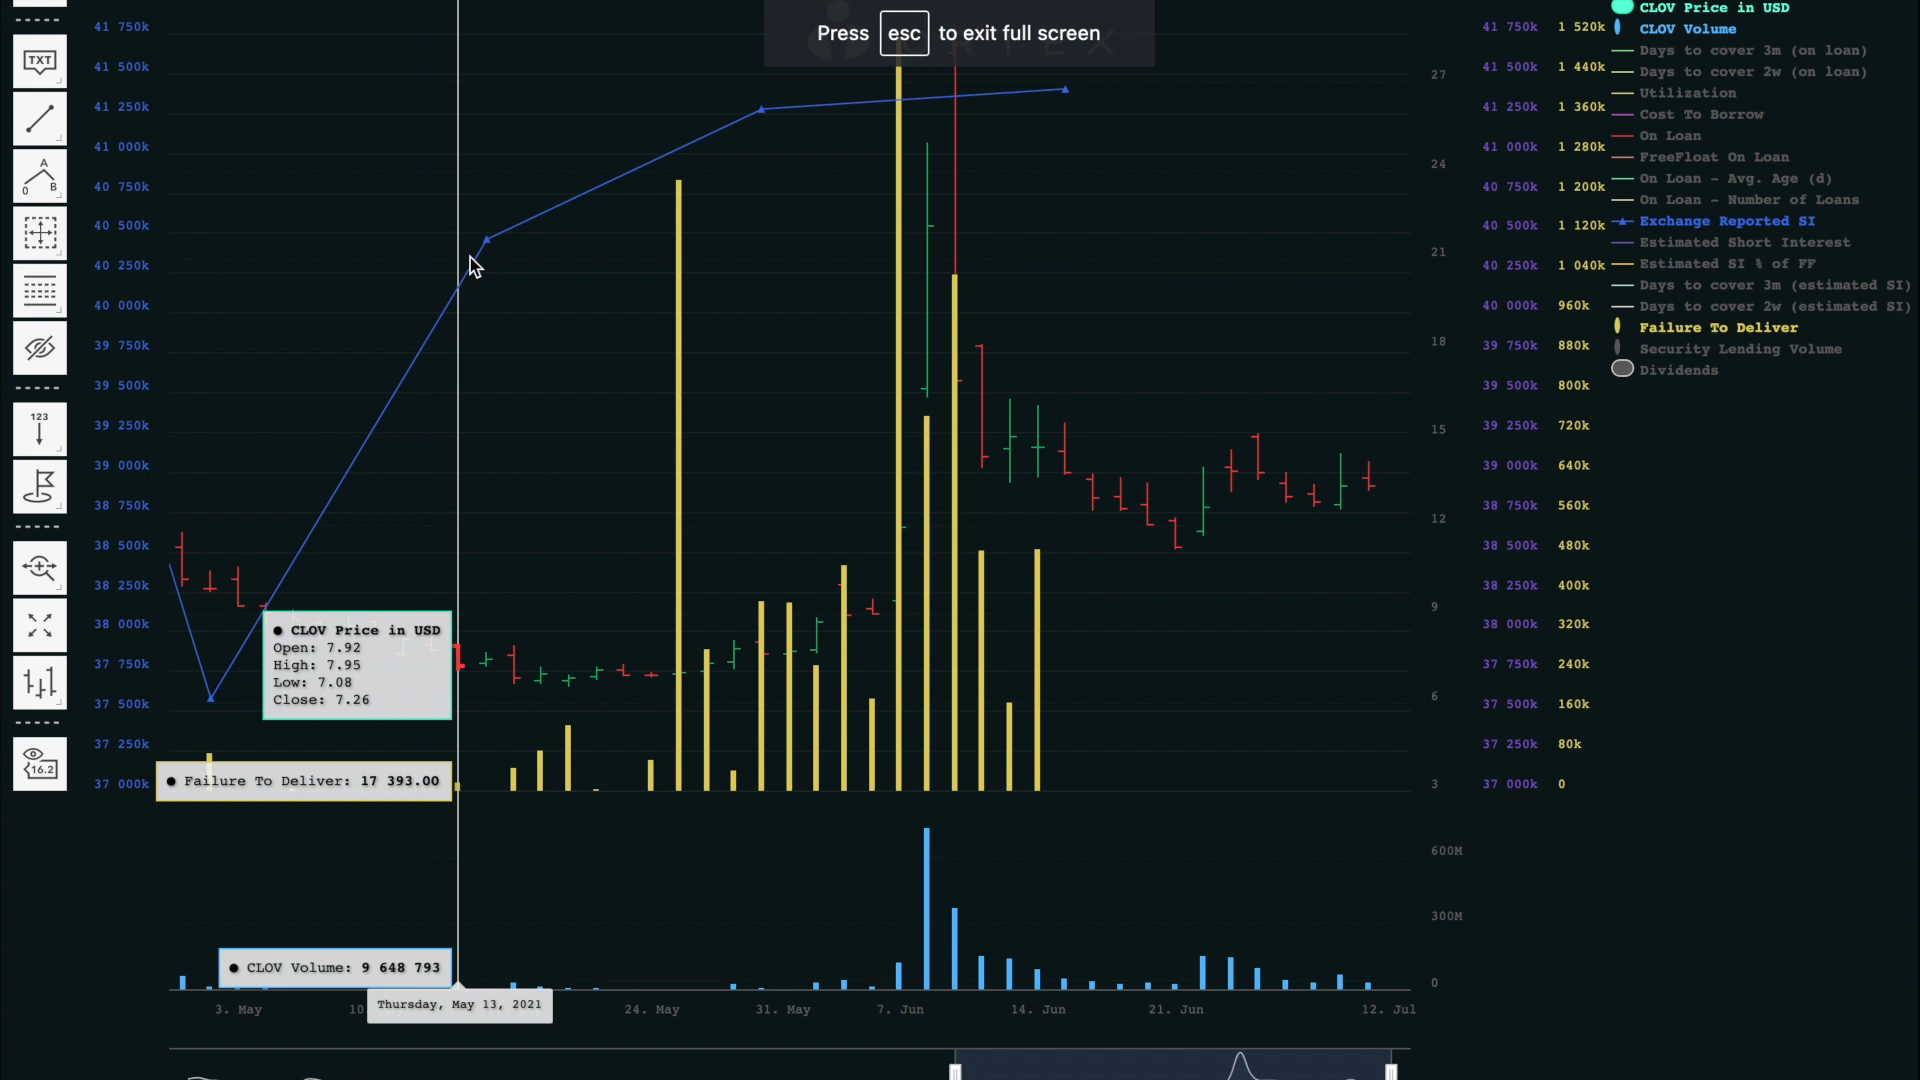 Press esc to exit full screen
TXT
A
0 B
123
16.2
41 750k
41 500k
41 250k
41 000k
40 750k
40 500k
40 250k
40 000k
39 750k
39 500k
39 250k
39 000k
38 750k
38 500k
38 250k
38 000k
37 750k
37 500k
37 250k
37 000k
CLOV Price in USD
Open: 7.92
High: 7.95
Low: 7.08
Close: 7.26
Failure To Deliver: 17 393.00
CLOV Volume: 9 648 793
Thursday, May 13, 2021
3. May
10
24. May
31. May
7. Jun
14. Jun
21. Jun
12. Jul
27
24
21
18
15
12
9
6
3
600M
300M
0
41 750k
41 500k
41 250k
41 000k
40 750k
40 500k
40 250k
40 000k
39 750k
39 500k
39 250k
39 000k
38 750k
38 500k
38 250k
38 000k
37 750k
37 500k
37 250k
37 000k
1 520k
1 440k
1 360k
1 280k
1 200k
1 120k
1 040k
960k
880k
800k
720k
640k
560k
480k
400k
320k
240k
160k
80k
0
CLOV Price in USD
CLOV Volume
Days to cover 3m (on loan)
Days to cover 2w (on loan)
Utilization
Cost To Borrow
On Loan
FreeFloat On Loan
On Loan - Avg. Age (d)
On Loan - Number of Loans
Exchange Reported SI
Estimated Short Interest
Estimated SI % of FF
Days to cover 3m (estimated SI)
Days to cover 2w (estimated SI)
Failure To Deliver
Security Lending Volume
Dividends